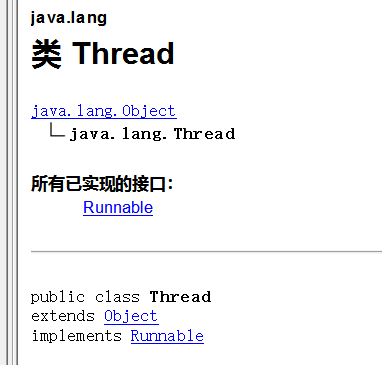 java.lang
类 Thread
java.lang.Object
java.lang.Thread
所有已实现的接口：
Runnable
public class Thread
extends Object
implements Runnable